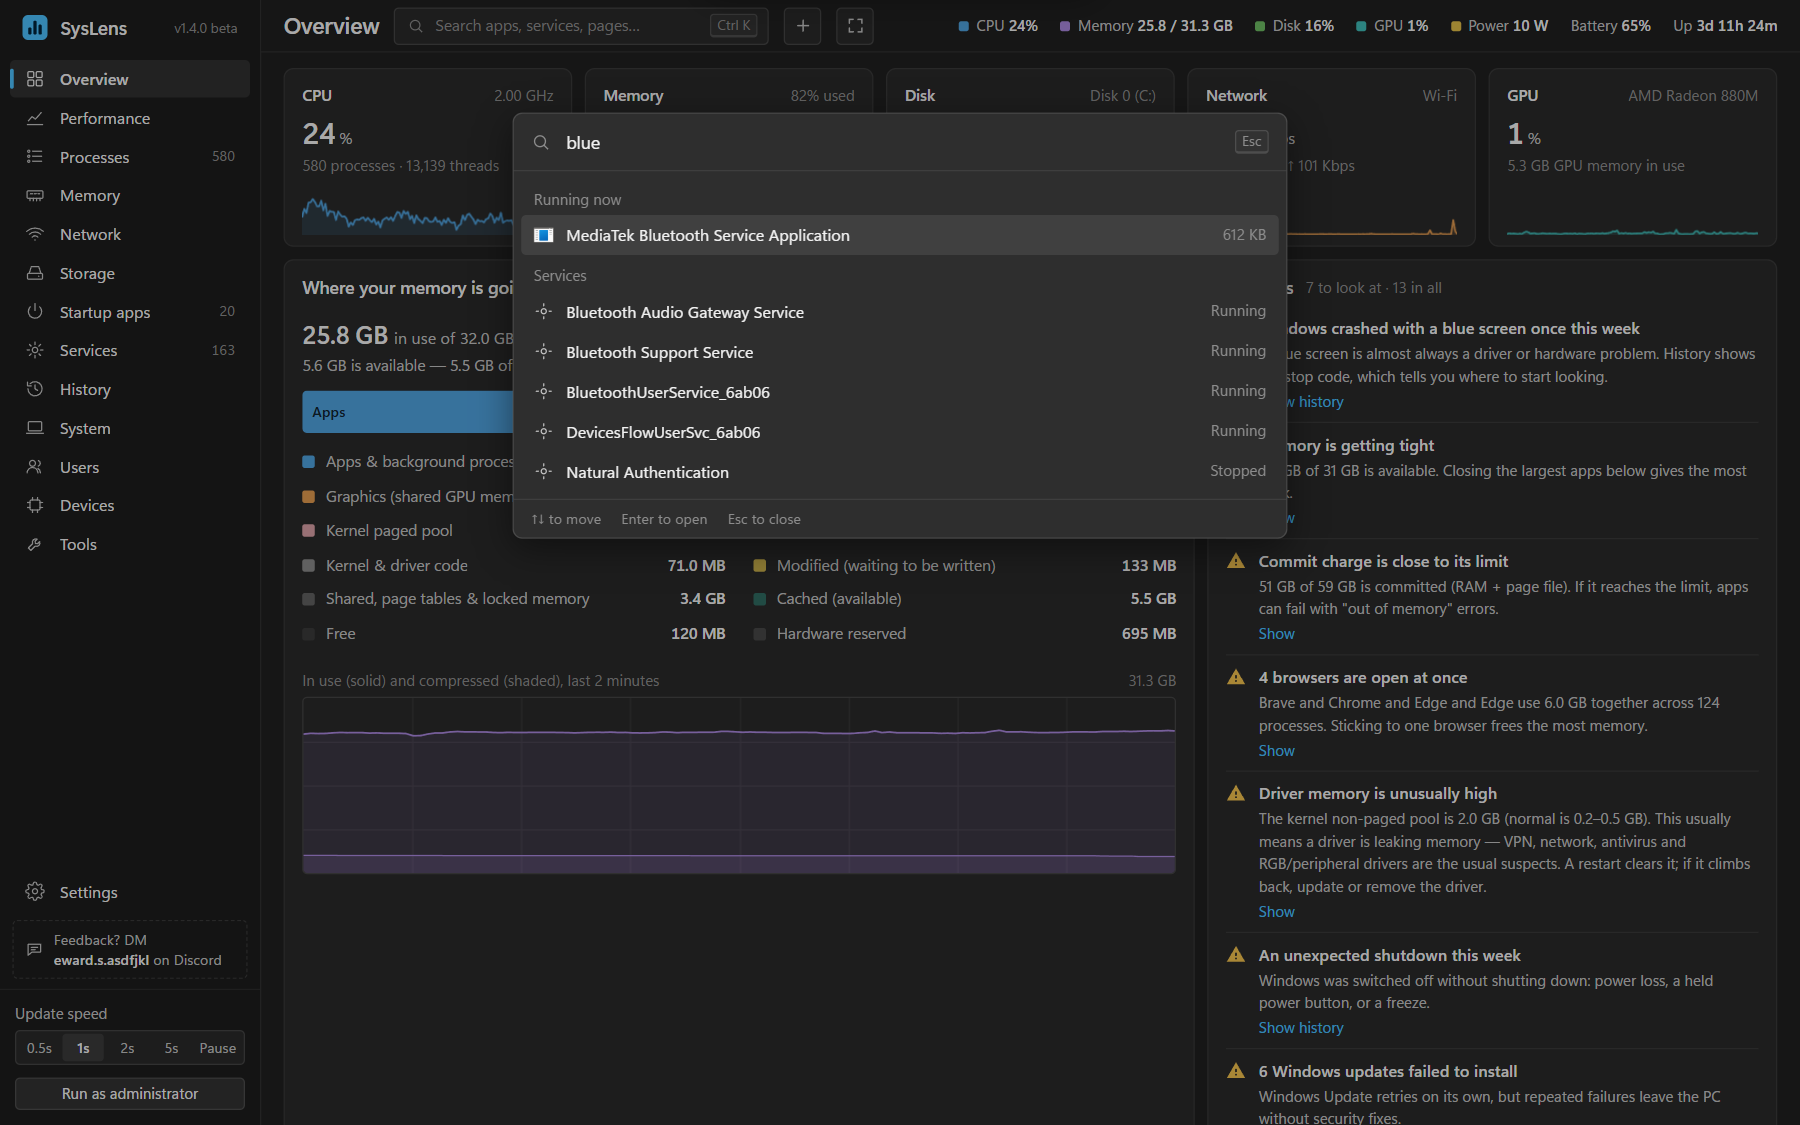 SysLens v1.4.0 beta
Overview
Performance
Processes 580
Memory
Network
Storage
Startup apps 20
Services 163
History
System
Users
Devices
Tools
Settings
Feedback? DM
eward.s.asdfjkl on Discord
Update speed
0.5s 1s 2s 5s Pause
Run as administrator
Overview
Search apps, services, pages... Ctrl K
CPU 24% Memory 25.8 / 31.3 GB Disk 16% GPU 1% Power 10 W Battery 65% Up 3d 11h 24m
CPU 2.00 GHz
24 %
580 processes · 13,139 threads
Memory 82% used
Disk Disk 0 (C:)
Network Wi-Fi
↑ 101 Kbps
GPU AMD Radeon 880M
1 %
5.3 GB GPU memory in use
blue Esc
Running now
MediaTek Bluetooth Service Application 612 KB
Services
Bluetooth Audio Gateway Service Running
Bluetooth Support Service Running
BluetoothUserService_6ab06 Running
DevicesFlowUserSvc_6ab06 Running
Natural Authentication Stopped
↑↓ to move Enter to open Esc to close
Where your memory is
25.8 GB in use of 32.0 GB
5.6 GB is available — 5.5 GB of
Apps
Apps & background
Graphics (shared GPU
Kernel paged pool
Kernel & driver code 71.0 MB
Modified (waiting to be written) 133 MB
Shared, page tables & locked memory 3.4 GB
Cached (available) 5.5 GB
Free 120 MB
Hardware reserved 695 MB
In use (solid) and compressed (shaded), last 2 minutes 31.3 GB
7 to look at · 13 in all
crashed with a blue screen once this week
screen is almost always a driver or hardware problem. History shows
stop code, which tells you where to start looking.
history
is getting tight
of 31 GB is available. Closing the largest apps below gives the most
Commit charge is close to its limit
51 GB of 59 GB is committed (RAM + page file). If it reaches the limit, apps
can fail with "out of memory" errors.
Show
4 browsers are open at once
Brave and Chrome and Edge and Edge use 6.0 GB together across 124
processes. Sticking to one browser frees the most memory.
Show
Driver memory is unusually high
The kernel non-paged pool is 2.0 GB (normal is 0.2–0.5 GB). This usually
means a driver is leaking memory — VPN, network, antivirus and
RGB/peripheral drivers are the usual suspects. A restart clears it; if it climbs
back, update or remove the driver.
Show
An unexpected shutdown this week
Windows was switched off without shutting down: power loss, a held
power button, or a freeze.
Show history
6 Windows updates failed to install
Windows Update retries on its own, but repeated failures leave the PC
without security fixes.